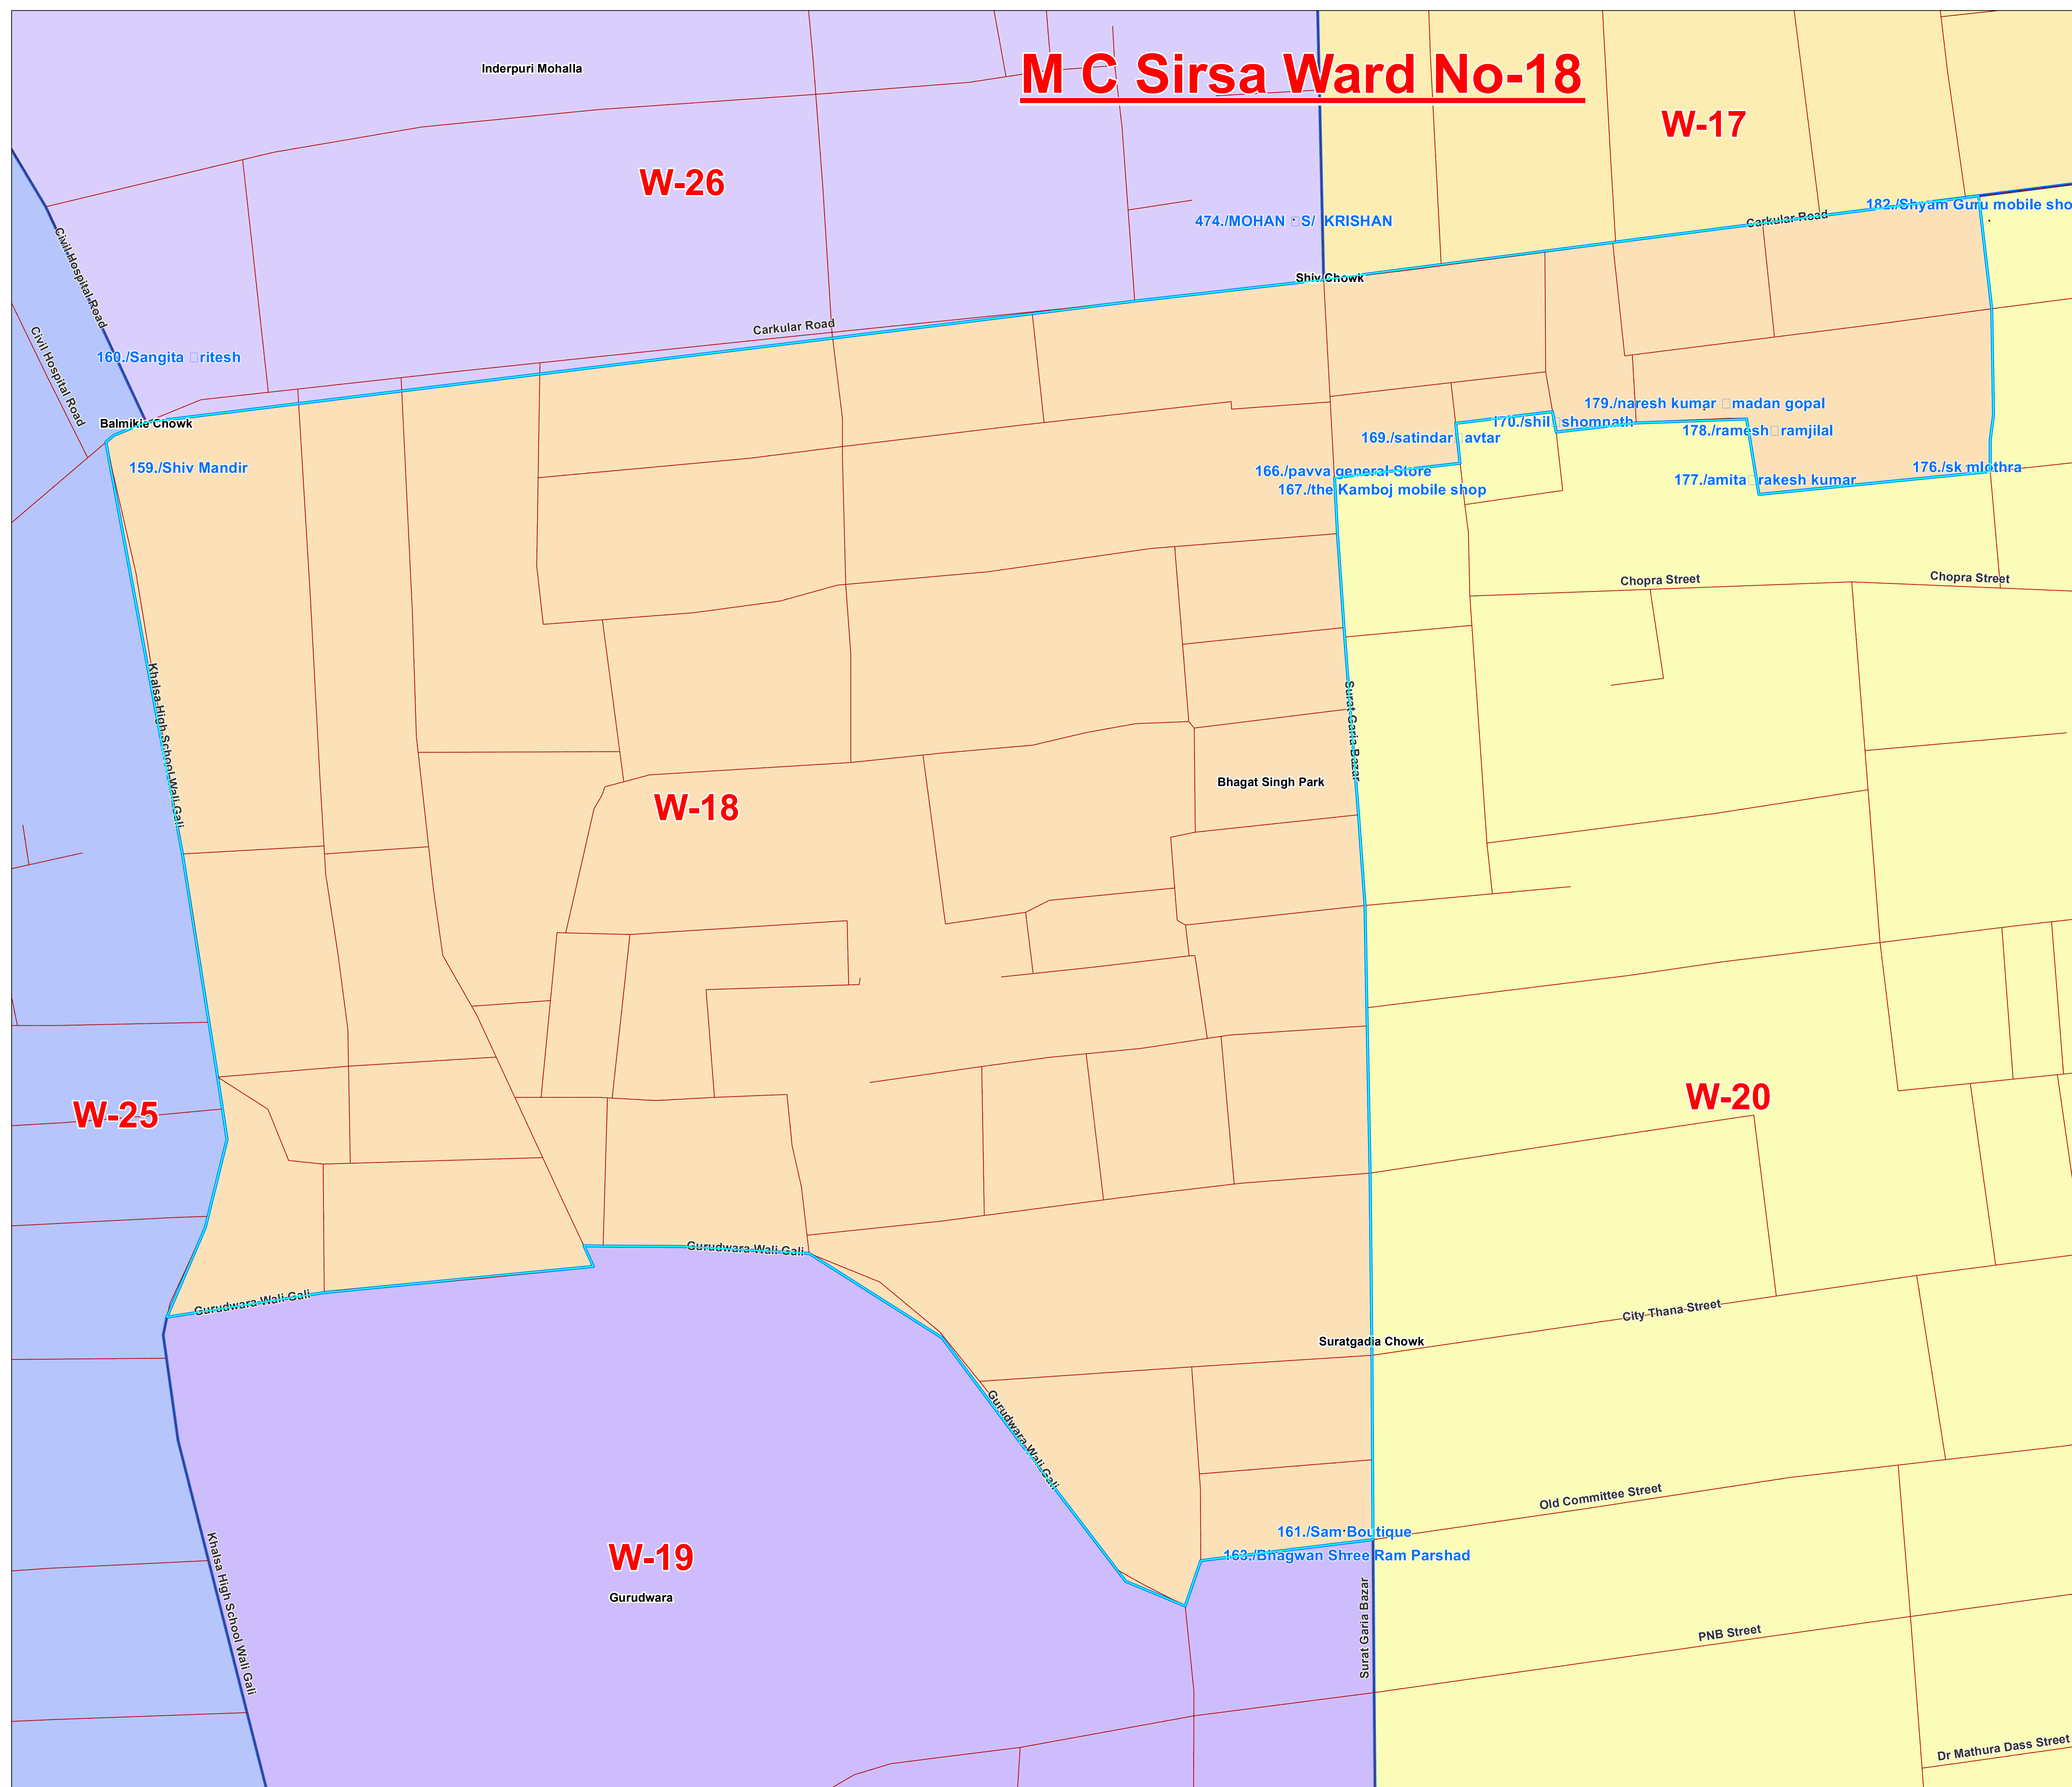 Inderpuri Mohalla
M C Sirsa Ward No-18
W-17
W-26
182./Shyam Guru mobile sho
474./MOHAN □S/ KRISHAN
Carkular Road
Civil Hospital Road
Shiv Chowk
Carkular Road
160./Sangita □ritesh
Civil Hospital Road
179./naresh kumar □madan gopal
Balmikie Chowk
170./shil□shomnath
178./ramesh□ramjilal
169./satindar□avtar
159./Shiv Mandir
166./pavva general Store
176./sk mlothra
177./amita□rakesh kumar
167./the Kamboj mobile shop
Chopra Street
Chopra Street
Khalsa High School Wali Gali
Surat Garia Bazar
Bhagat Singh Park
W-18
W-25
W-20
Gurudwara Wali Gali
Gurudwara Wali Gali
City Thana Street
Suratgadia Chowk
Gurudwara Wali Gali
Old Committee Street
161./Sam Boutique
163./Bhagwan Shree Ram Parshad
W-19
Gurudwara
Khalsa High School Wali Gali
Surat Garia Bazar
PNB Street
Dr Mathura Dass Street